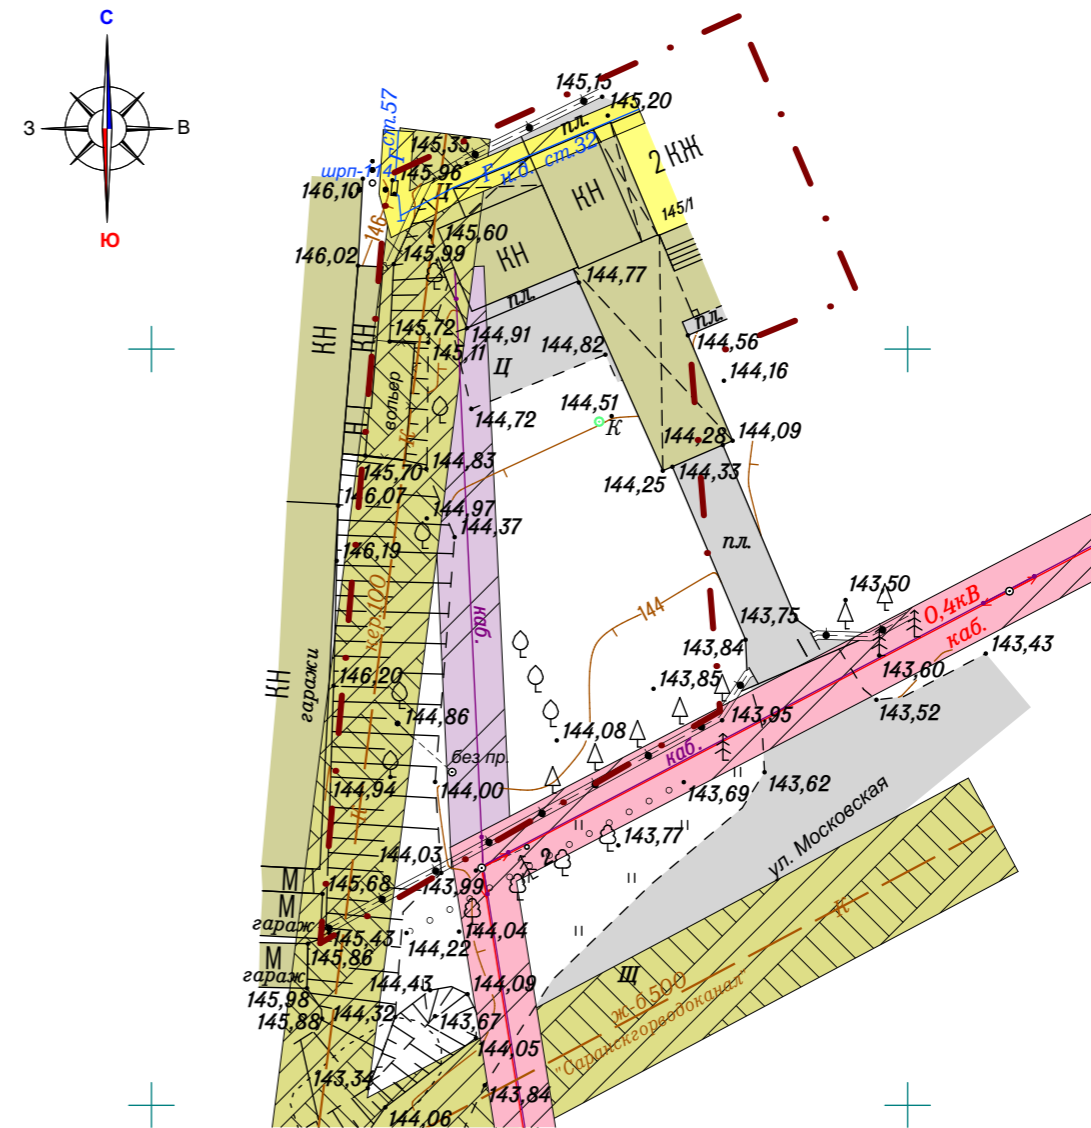 С
З
В
Ю
145,15
145,20
пл.
ст.57
Г
145,35
2 КЖ
шрп-114
145,96
Г н.д. ст.32
П
Ц
КН
146,10
145/1
146
145,60
146,02
145,99
КН
144,77
пл.
пл.
КН
КН
145,72
144,91
144,56
145,11
144,82
Ц
144,16
вольер
144,51
144,72
К
Н
К
144,28
144,09
144,83
145,70
144,25
144,33
146,07
144,97
144,37
пл.
146,19
143,50
кер.100
144
0,4кВ
каб.
143,75
каб.
143,84
143,43
КН
гаражи
146,20
143,85
143,60
144,86
143,95
143,52
144,08
каб.
без пр.
144,94
144,00
143,69
143,62
К
143,77
ул. Московская
144,03
2
М
145,68
143,99
М
гараж
К
145,43
144,22
144,04
145,86
М
гараж
Щ
144,43
144,09
145,98
144,32
ж-б 500
145,88
143,67
"Сарансгорводоканал"
144,05
143,34
143,84
144,06